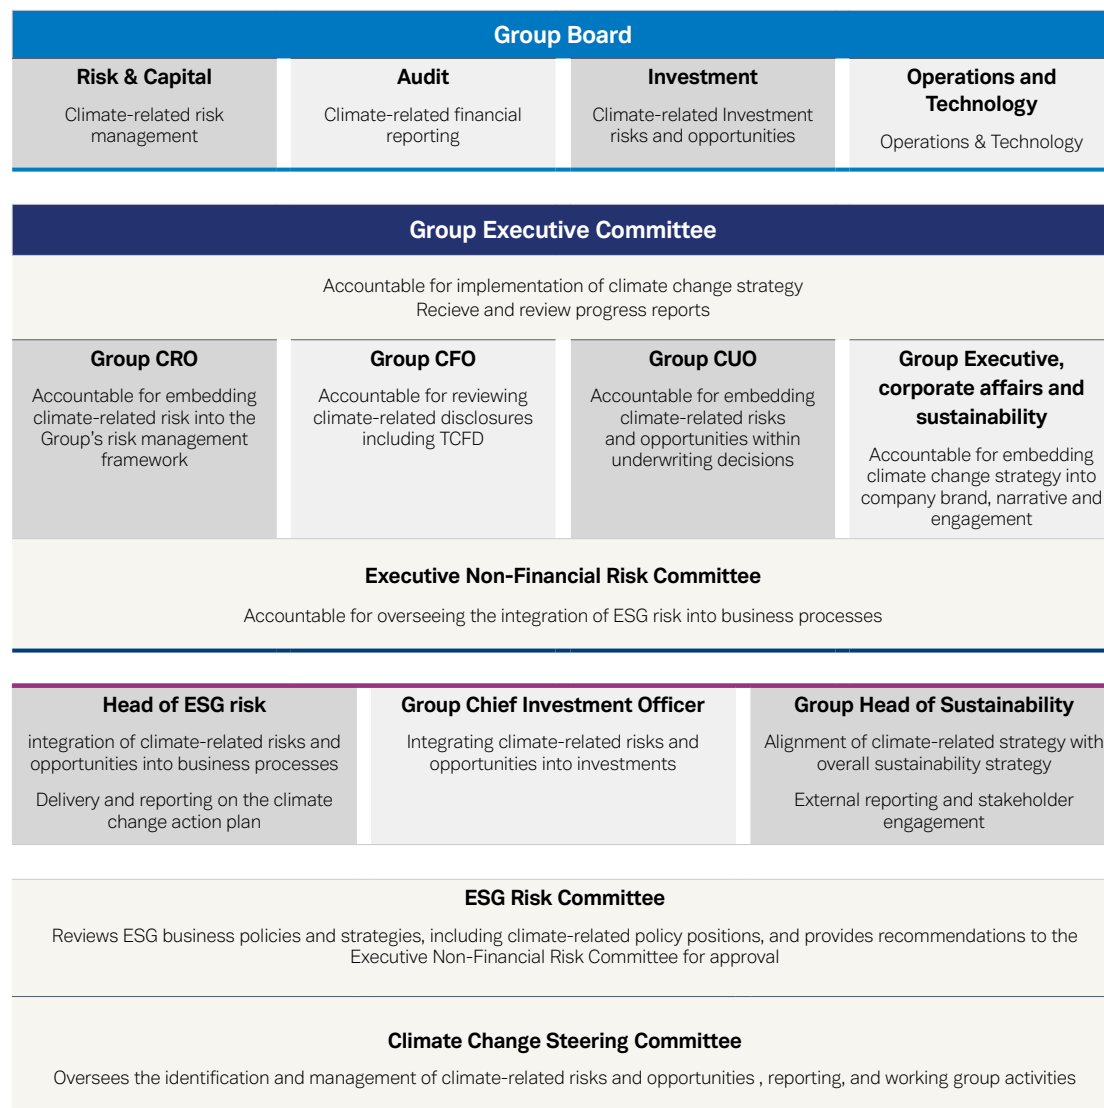 Group Board
Risk & Capital
Climate-related risk
management
Audit
Climate-related financial
reporting
Investment
Climate-related Investment
risks and opportunities
Operations and
Technology
Operations & Technology
Group Executive Committee
Accountable for implementation of climate change strategy
Recieve and review progress reports
Group CRO
Accountable for embedding
climate-related risk into the
Group's risk management
framework
Group CFO
Accountable for reviewing
climate-related disclosures
including TCFD
Group CUO
Accountable for embedding
climate-related risks
and opportunities within
underwriting decisions
Group Executive,
corporate affairs and
sustainability
Accountable for embedding
climate change strategy into
company brand, narrative and
engagement
Executive Non-Financial Risk Committee
Accountable for overseeing the integration of ESG risk into business processes
Head of ESG risk
integration of climate-related risks and
opportunities into business processes
Delivery and reporting on the climate
change action plan
Group Chief Investment Officer
Integrating climate-related risks and
opportunities into investments
Group Head of Sustainability
Alignment of climate-related strategy with
overall sustainability strategy
External reporting and stakeholder
engagement
ESG Risk Committee
Reviews ESG business policies and strategies, including climate-related policy positions, and provides recommendations to the
Executive Non-Financial Risk Committee for approval
Climate Change Steering Committee
Oversees the identification and management of climate-related risks and opportunities , reporting, and working group activities